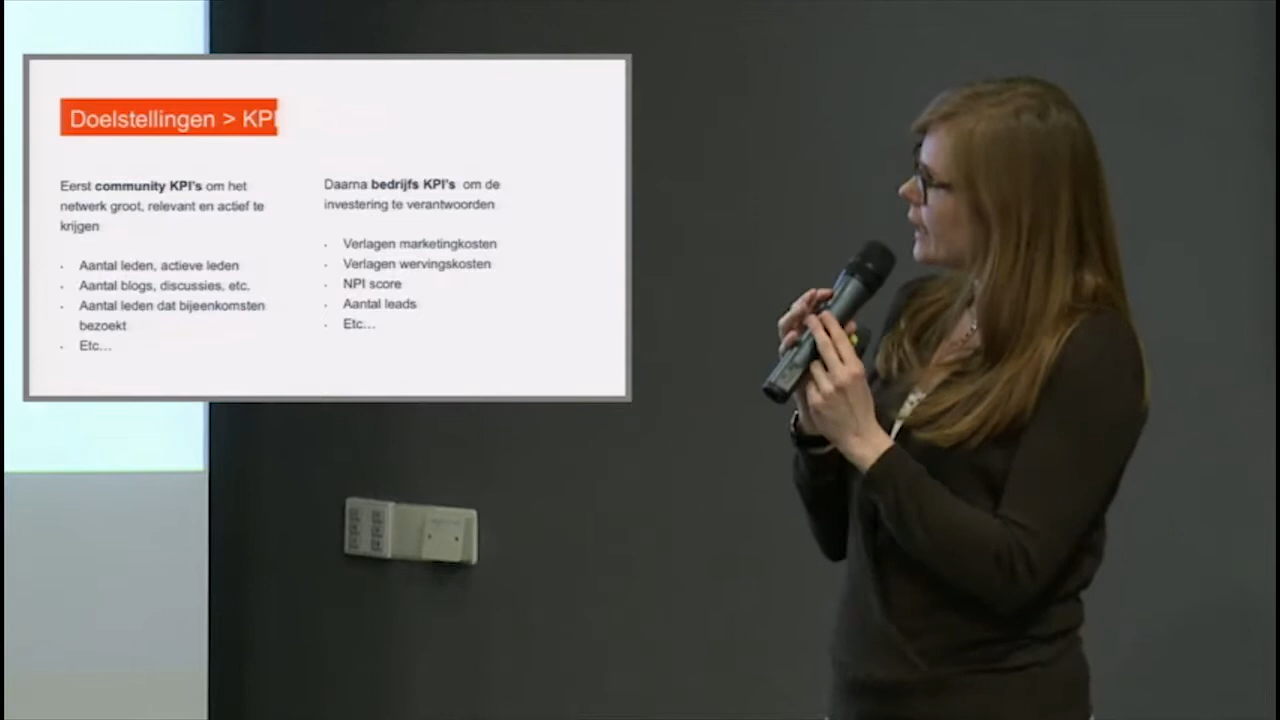 Doelstellingen > KPI
Eerst community KPI's om het
netwerk groot, relevant en actief te
krijgen
· Aantal leden, actieve leden
· Aantal blogs, discussies, etc.
· Aantal leden dat bijeenkomsten
bezoekt
· Etc...
Daarna bedrijfs KPI's om de
investering te verantwoorden
· Verlagen marketingkosten
· Verlagen wervingskosten
· NPI score
· Aantal leads
· Etc...